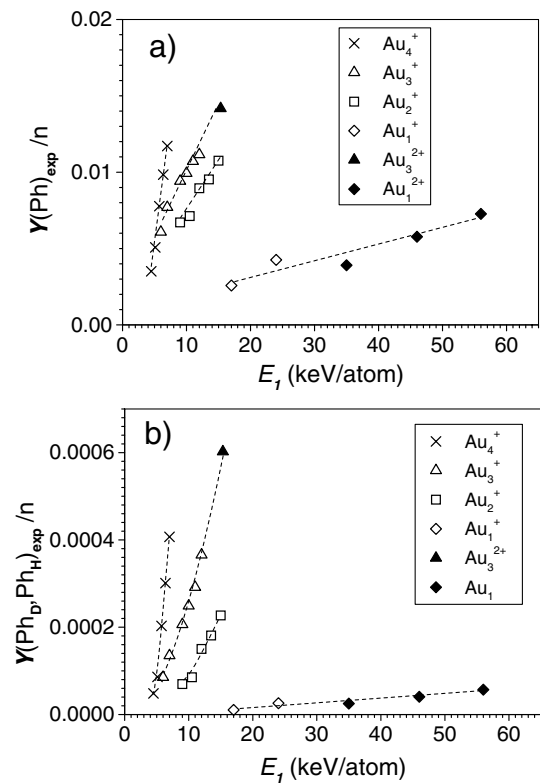 a)
0.02
0.01
0.00
Y(Ph)exp/n
Au4+
Au3+
Au2+
Au1+
Au32+
Au12+
0 10 20 30 40 50 60
E1 (keV/atom)
b)
0.0006
0.0004
0.0002
0.0000
Y(PhD,PhH)exp/n
Au4+
Au3+
Au2+
Au1+
Au32+
Au1
0 10 20 30 40 50 60
E1 (keV/atom)